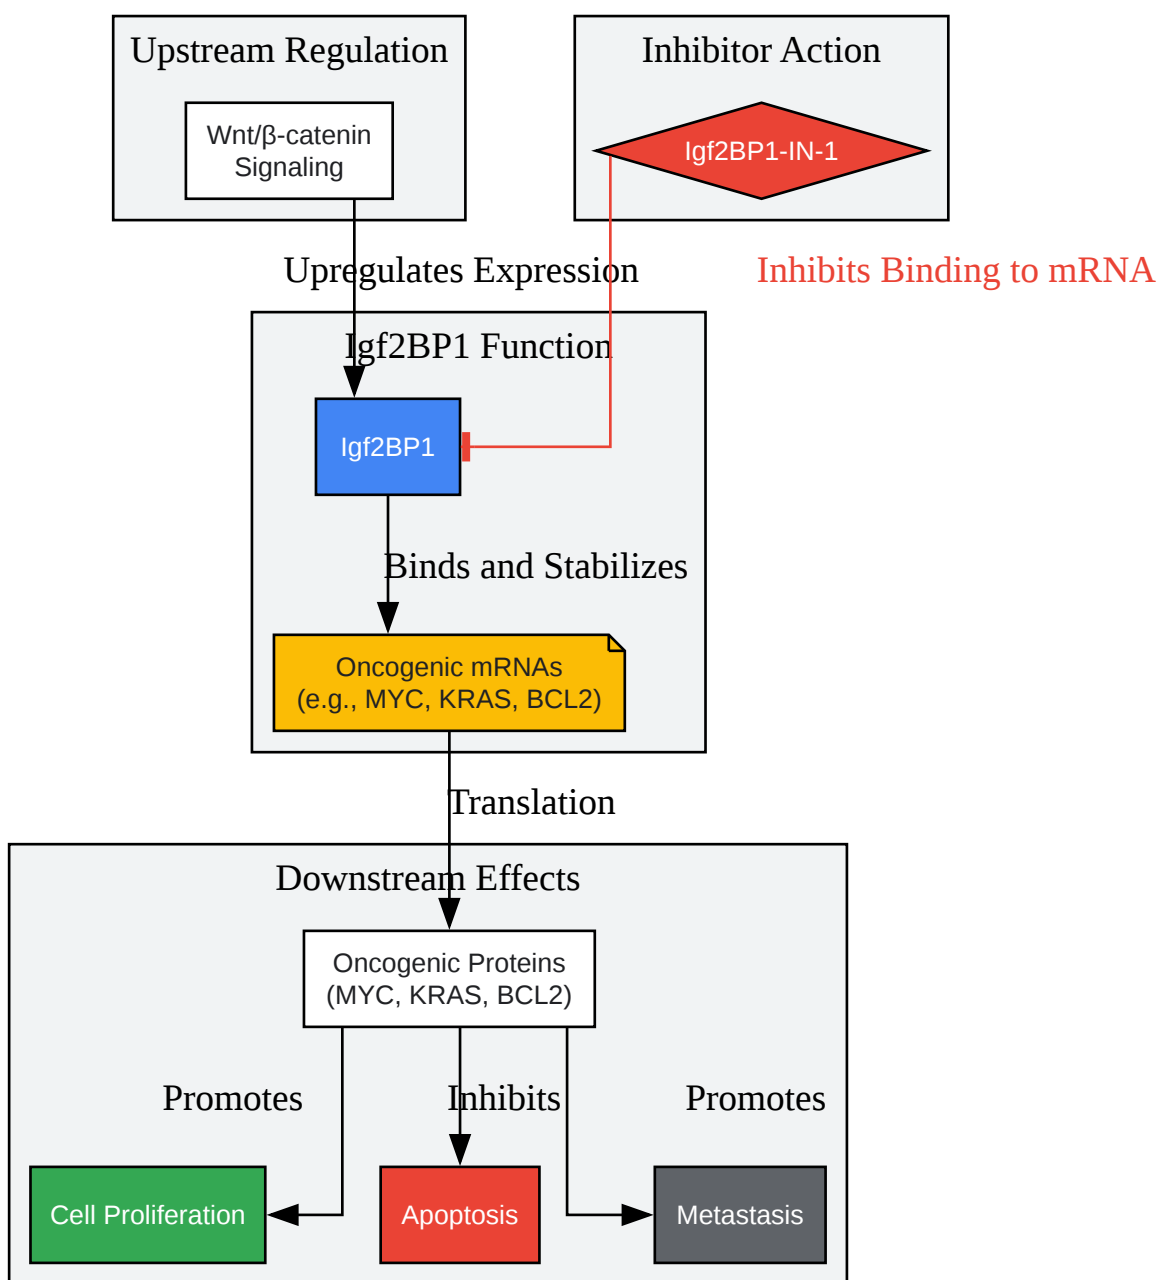 Upstream Regulation
Inhibitor Action
Wnt/β-catenin
Signaling
Igf2BP1-IN-1
Upregulates Expression
Inhibits Binding to mRNA
Igf2BP1 Function
Igf2BP1
Binds and Stabilizes
Oncogenic mRNAs
(e.g., MYC, KRAS, BCL2)
Translation
Downstream Effects
Oncogenic Proteins
(MYC, KRAS, BCL2)
Promotes
Inhibits
Promotes
Cell Proliferation
Apoptosis
Metastasis